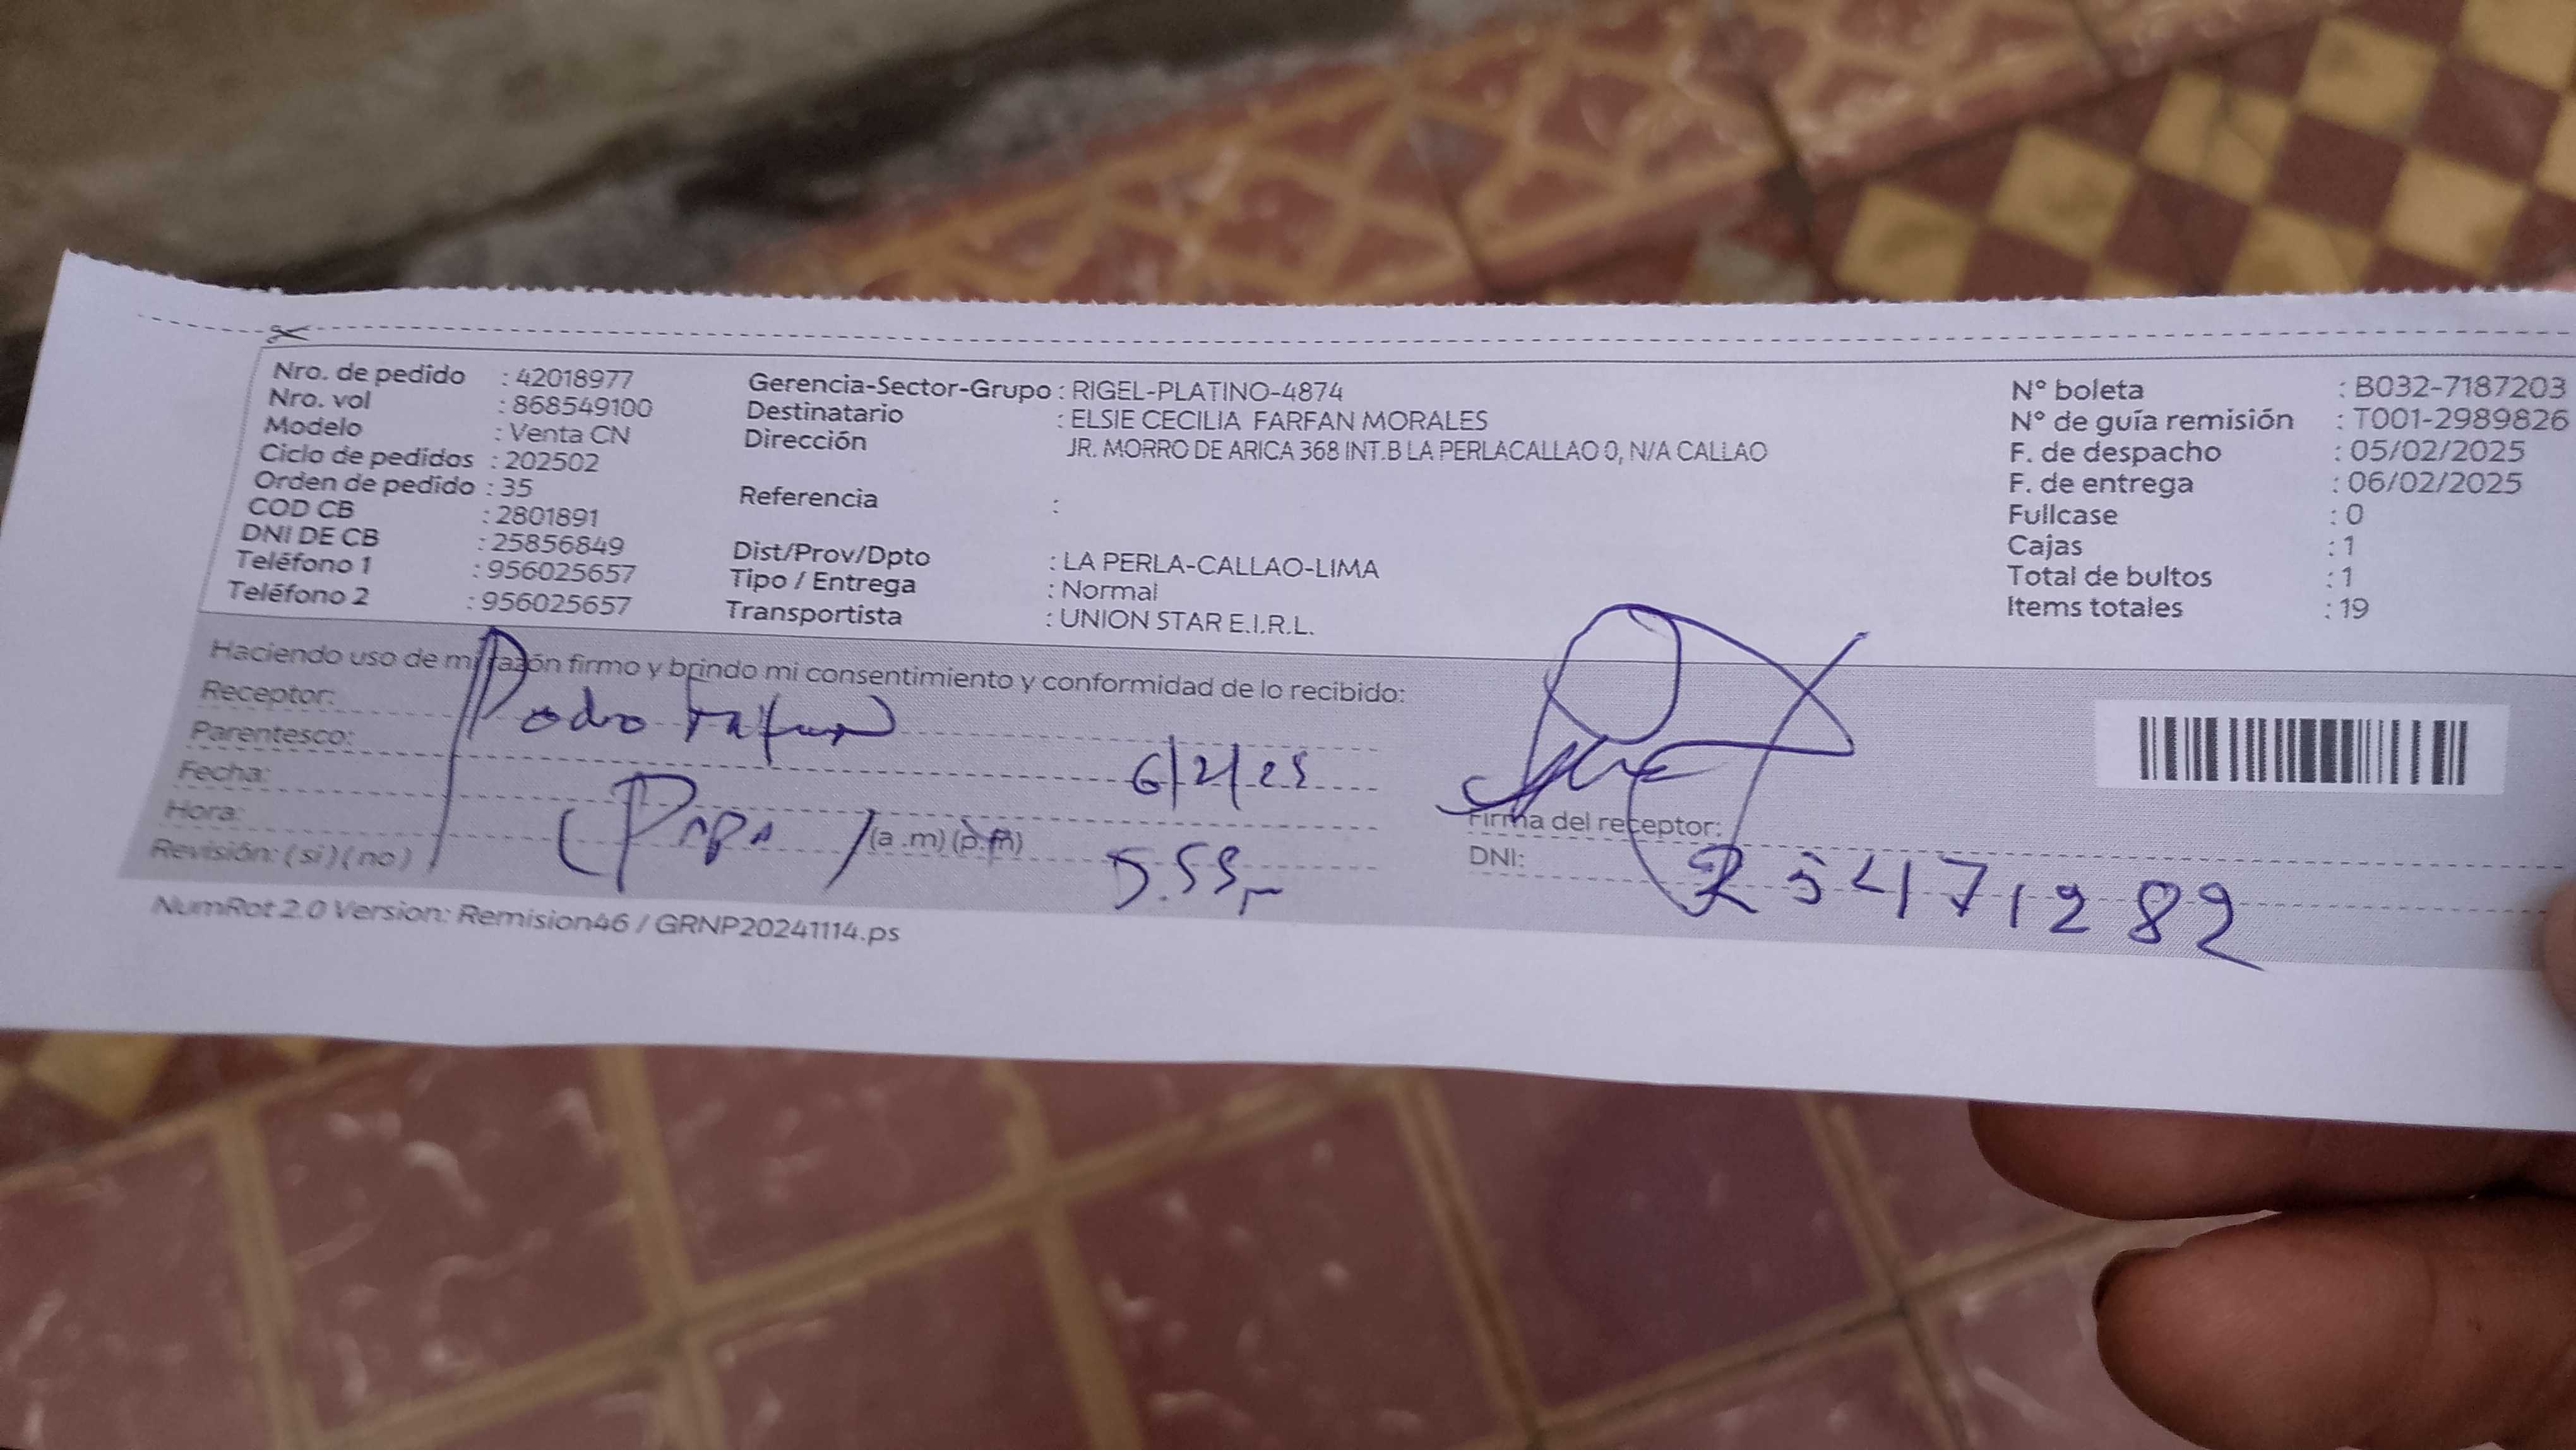 Nro. de pedido : 42018977
Nro. vol : 868549100
Modelo : Venta CN
Ciclo de pedidos : 202502
Orden de pedido : 35
COD CB : 2801891
DNI DE CB : 25856849
Teléfono 1 : 956025657
Teléfono 2 : 956025657
Gerencia-Sector-Grupo : RIGEL-PLATINO-4874
Destinatario : ELSIE CECILIA FARFAN MORALES
Dirección JR. MORRO DE ARICA 368 INT.B LA PERLACALLAO 0, N/A CALLAO
Referencia :
Dist/Prov/Dpto : LA PERLA-CALLAO-LIMA
Tipo / Entrega : Normal
Transportista : UNION STAR E.I.R.L.
N° boleta : B032-7187203
N° de guía remisión : T001-2989826
F. de despacho : 05/02/2025
F. de entrega : 06/02/2025
Fullcase : 0
Cajas : 1
Total de bultos : 1
Items totales : 19
Haciendo uso de mi razón firmo y brindo mi consentimiento y conformidad de lo recibido:
Receptor: Pedro Farfan
Parentesco:
Fecha: 6/2/25
Hora: (Papa) (a .m) (p.m)
Revisión: (si) (no)
Firma del receptor:
DNI: 25471282
NumRot 2.0 Version: Remision46 / GRNP20241114.ps